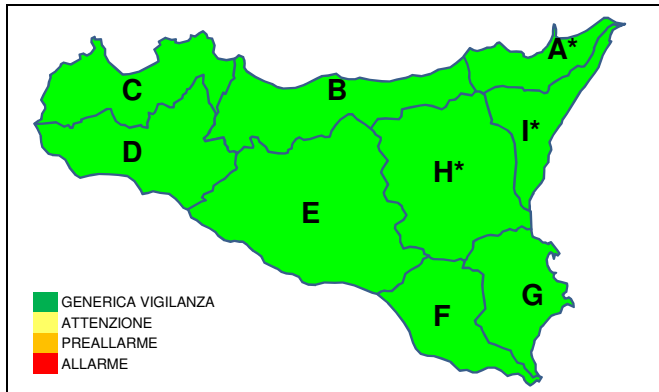 A*
C
B
I*
D
H*
E
G
F
GENERICA VIGILANZA
ATTENZIONE
PREALLARME
ALLARME